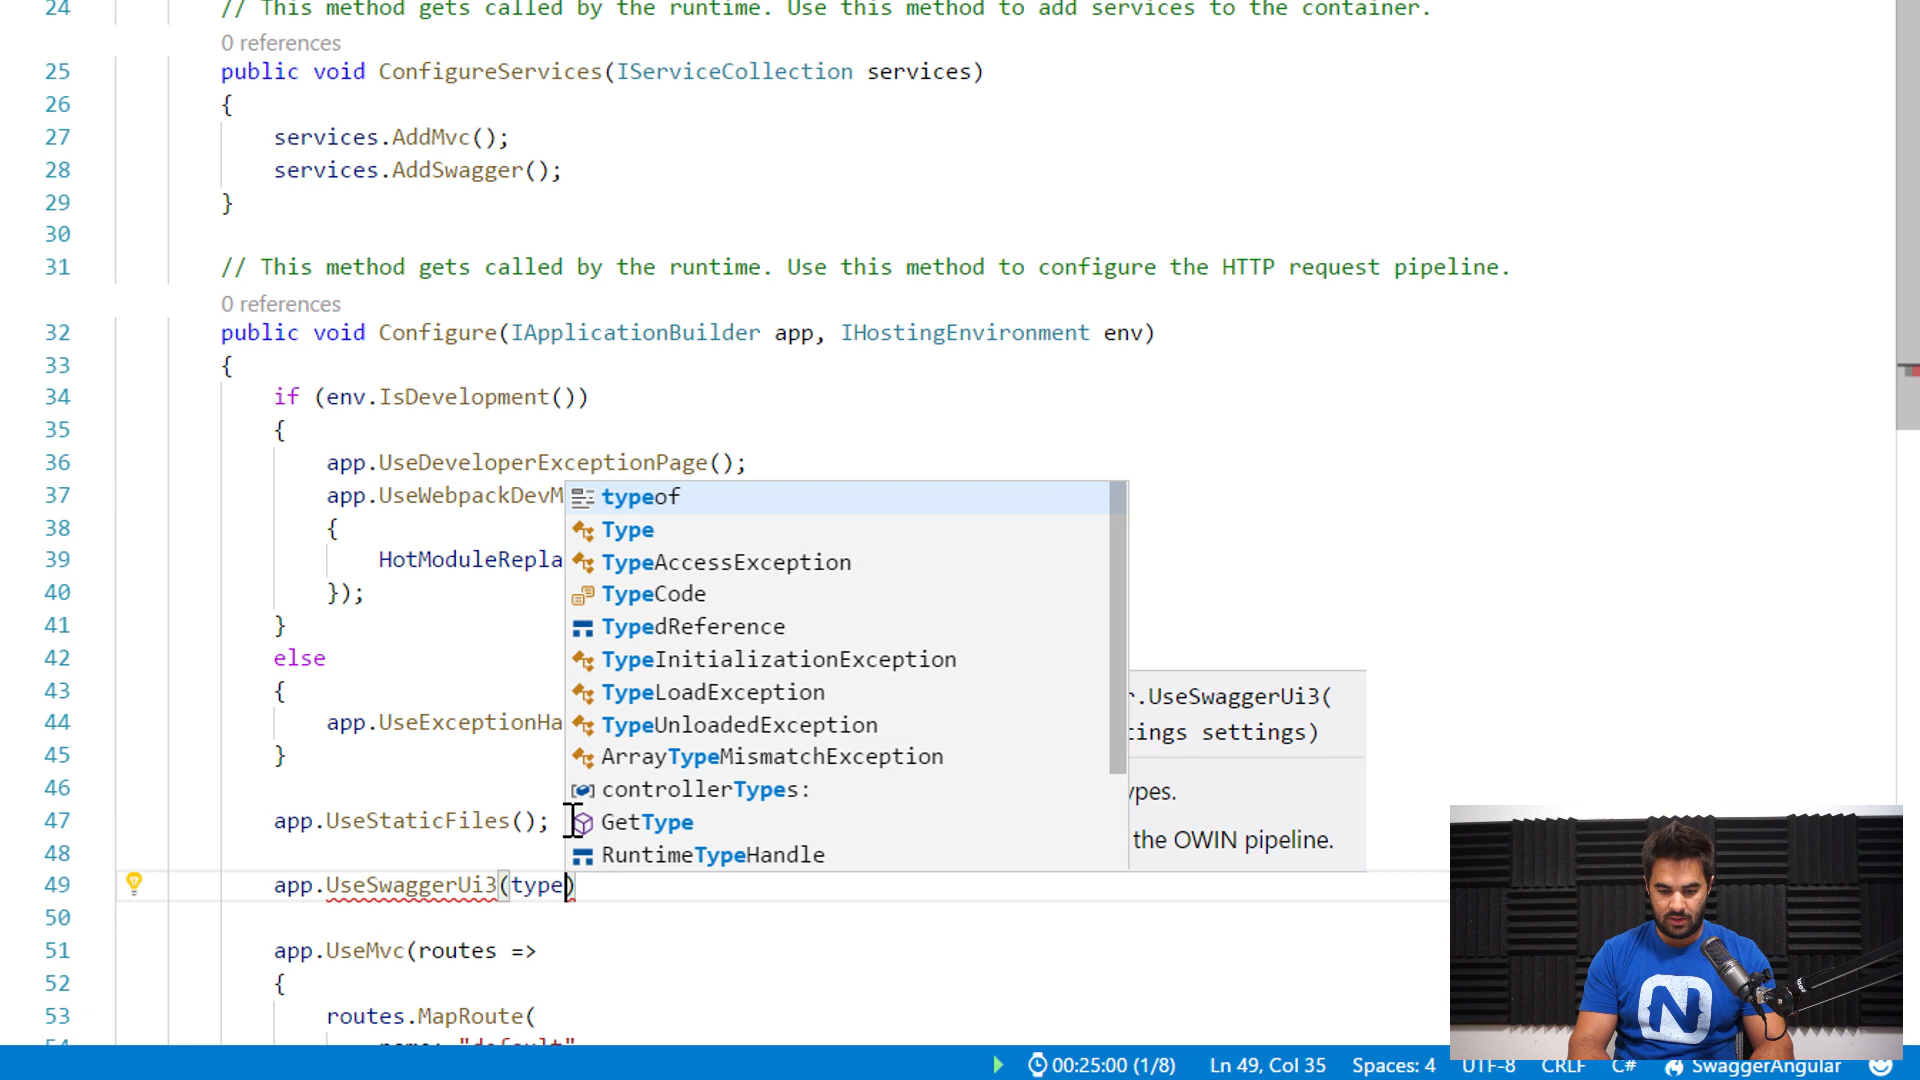 24 // This method gets called by the runtime. Use this method to add services to the container.
0 references
25 public void ConfigureServices(IServiceCollection services)
26 {
27 services.AddMvc();
28 services.AddSwagger();
29 }
30
31 // This method gets called by the runtime. Use this method to configure the HTTP request pipeline.
0 references
32 public void Configure(IApplicationBuilder app, IHostingEnvironment env)
33 {
34 if (env.IsDevelopment())
35 {
36 app.UseDeveloperExceptionPage();
37 app.UseWebpackDevM
38 {
39 HotModuleRepla
40 });
41 }
42 else
43 {
44 app.UseExceptionHa
45 }
46
47 app.UseStaticFiles();
48
49 app.UseSwaggerUi3(type)
50
51 app.UseMvc(routes =>
52 {
53 routes.MapRoute(
54 name: "default"
typeof
Type
TypeAccessException
TypeCode
TypedReference
TypeInitializationException
TypeLoadException
TypeUnloadedException
ArrayTypeMismatchException
controllerTypes:
GetType
RuntimeTypeHandle
r.UseSwaggerUi3(
tings settings)
ypes.
the OWIN pipeline.
N
00:25:00 (1/8) Ln 49, Col 35 Spaces: 4 UTF-8 CRLF C# SwaggerAngular